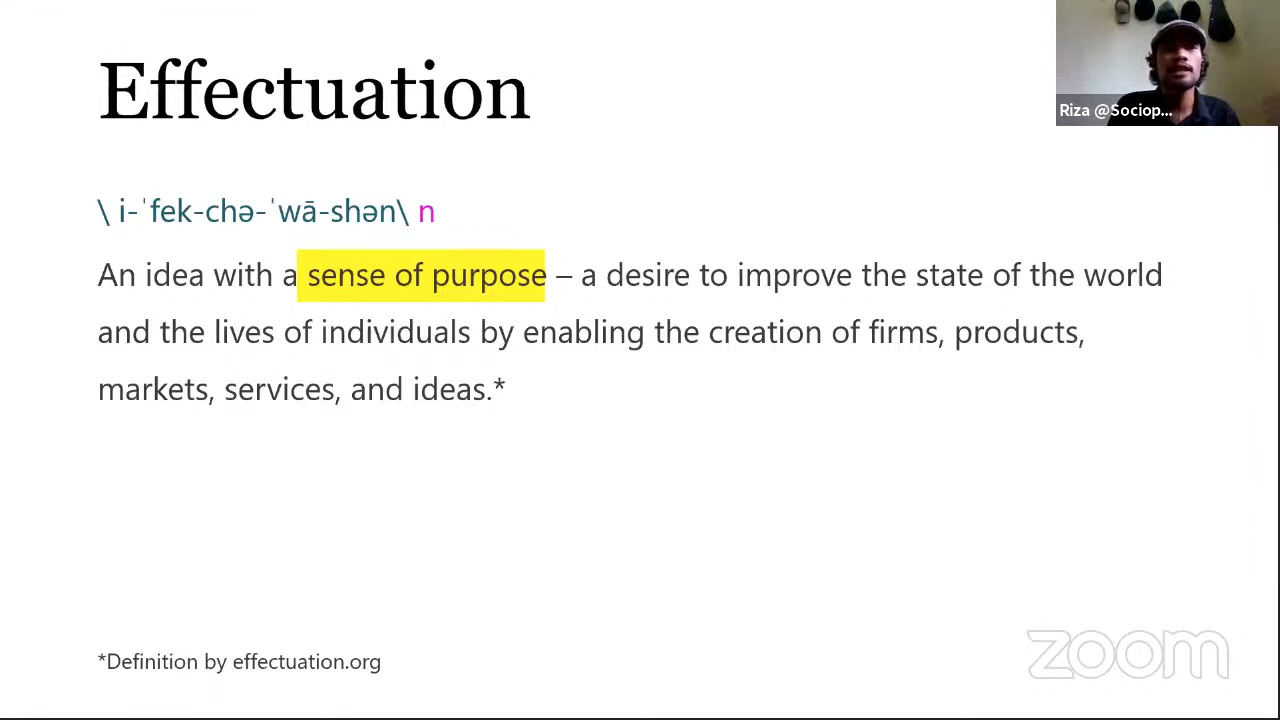 Effectuation
Riza @Sociop...
\ i-ˈfek-chə-ˈwā-shən\ n
An idea with a sense of purpose – a desire to improve the state of the world
and the lives of individuals by enabling the creation of firms, products,
markets, services, and ideas.*
*Definition by effectuation.org
zoom